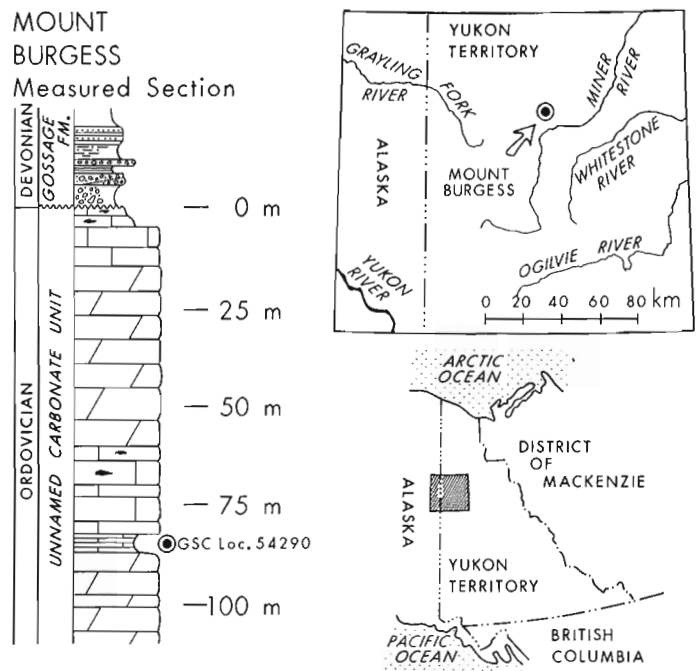 MOUNT
BURGESS
Measured Section
DEVONIAN
GOSSAGE
FM.
ORDOVICIAN
UNNAMED CARBONATE UNIT
0 m
25 m
50 m
75 m
GSC Loc. 54290
100 m
YUKON
TERRITORY
GRAYLING
FORK
RIVER
MINER
RIVER
ALASKA
MOUNT
BURGESS
WHITESTONE
RIVER
YUKON
RIVER
OGILVIE RIVER
0 20 40 60 80 km
ARCTIC
OCEAN
DISTRICT
OF
MACKENZIE
ALASKA
YUKON
TERRITORY
PACIFIC
OCEAN
BRITISH
COLUMBIA